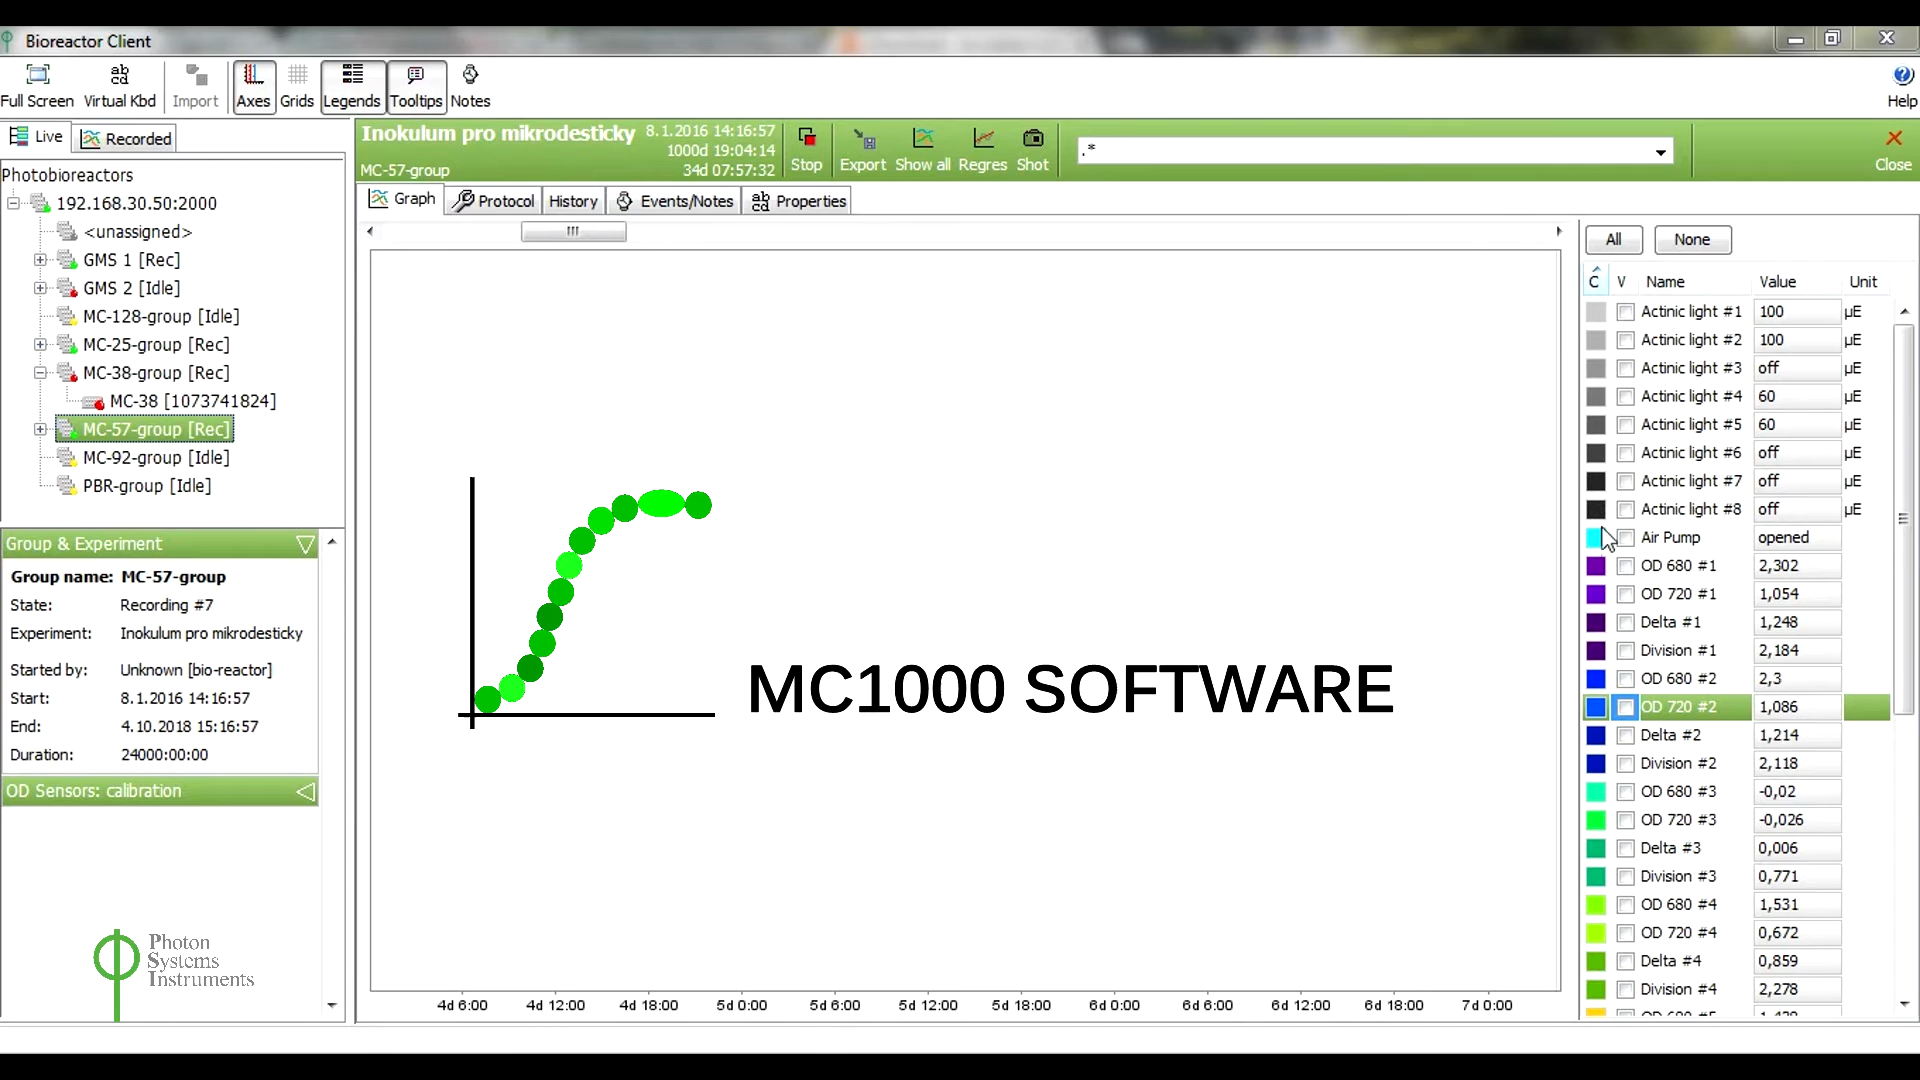 Bioreactor Client
Full Screen
Virtual Kbd
Import
Axes
Grids
Legends
Tooltips
Notes
Help
Live
Recorded
Photobioreactors
192.168.30.50:2000
<unassigned>
GMS 1 [Rec]
GMS 2 [Idle]
MC-128-group [Idle]
MC-25-group [Rec]
MC-38-group [Rec]
MC-38 [1073741824]
MC-57-group [Rec]
MC-92-group [Idle]
PBR-group [Idle]
Group & Experiment
Group name: MC-57-group
State: Recording #7
Experiment: Inokulum pro mikrodesticky
Started by: Unknown [bio-reactor]
Start: 8.1.2016 14:16:57
End: 4.10.2018 15:16:57
Duration: 24000:00:00
OD Sensors: calibration
Photon
Systems
Instruments
Inokulum pro mikrodesticky
MC-57-group
8.1.2016 14:16:57
1000d 19:04:14
34d 07:57:32
Stop
Export
Show all
Regres
Shot
.*
Close
Graph
Protocol
History
Events/Notes
Properties
MC1000 SOFTWARE
4d 6:00 4d 12:00 4d 18:00 5d 0:00 5d 6:00 5d 12:00 5d 18:00 6d 0:00 6d 6:00 6d 12:00 6d 18:00 7d 0:00
All None
C V Name Value Unit
Actinic light #1 100 µE
Actinic light #2 100 µE
Actinic light #3 off µE
Actinic light #4 60 µE
Actinic light #5 60 µE
Actinic light #6 off µE
Actinic light #7 off µE
Actinic light #8 off µE
Air Pump opened
OD 680 #1 2,302
OD 720 #1 1,054
Delta #1 1,248
Division #1 2,184
OD 680 #2 2,3
OD 720 #2 1,086
Delta #2 1,214
Division #2 2,118
OD 680 #3 -0,02
OD 720 #3 -0,026
Delta #3 0,006
Division #3 0,771
OD 680 #4 1,531
OD 720 #4 0,672
Delta #4 0,859
Division #4 2,278